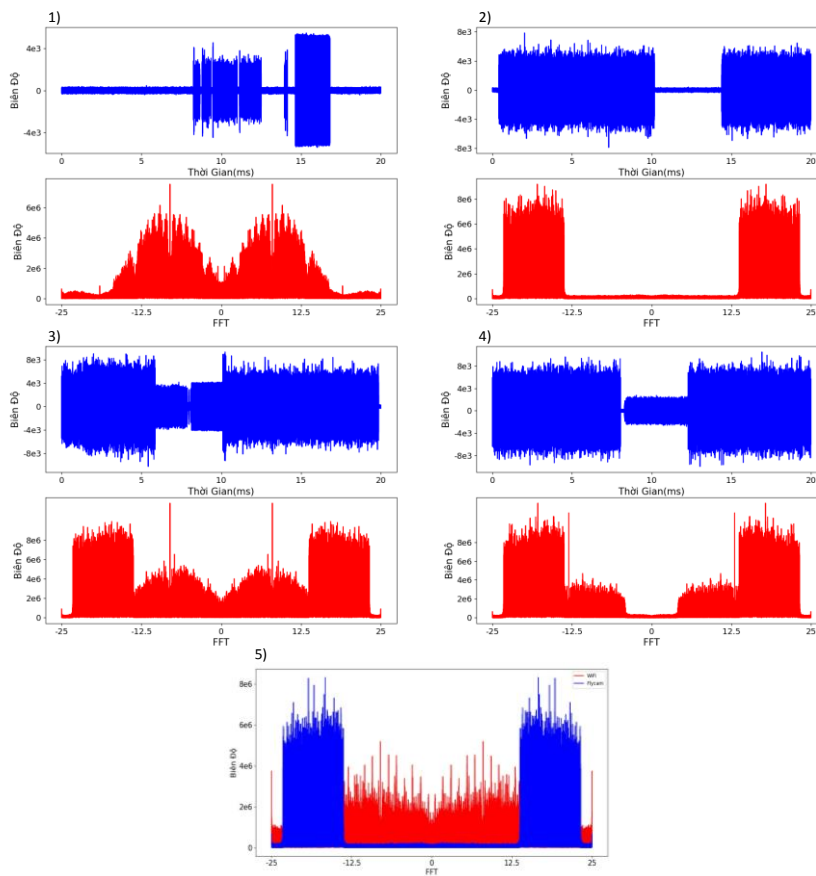 1)
4e3
0
-4e3
Biên Độ
0 5 10 15 20
Thời Gian(ms)
6e6
4e6
2e6
0
Biên Độ
-25 -12.5 0 12.5 25
FFT
2)
8e3
4e3
0
-4e3
-8e3
Biên Độ
0 5 10 15 20
Thời Gian(ms)
8e6
6e6
4e6
2e6
0
Biên Độ
-25 -12.5 0 12.5 25
FFT
3)
8e3
4e3
0
-4e3
-8e3
Biên Độ
0 5 10 15 20
Thời Gian(ms)
8e6
6e6
4e6
2e6
0
Biên Độ
-25 -12.5 0 12.5 25
FFT
4)
8e3
4e3
0
-4e3
-8e3
Biên Độ
0 5 10 15 20
Thời Gian(ms)
8e6
6e6
4e6
2e6
0
Biên Độ
-25 -12.5 0 12.5 25
FFT
5)
WiFi
Flycam
8e6
6e6
4e6
2e6
0
Biên Độ
-25 -12.5 0 12.5 25
FFT